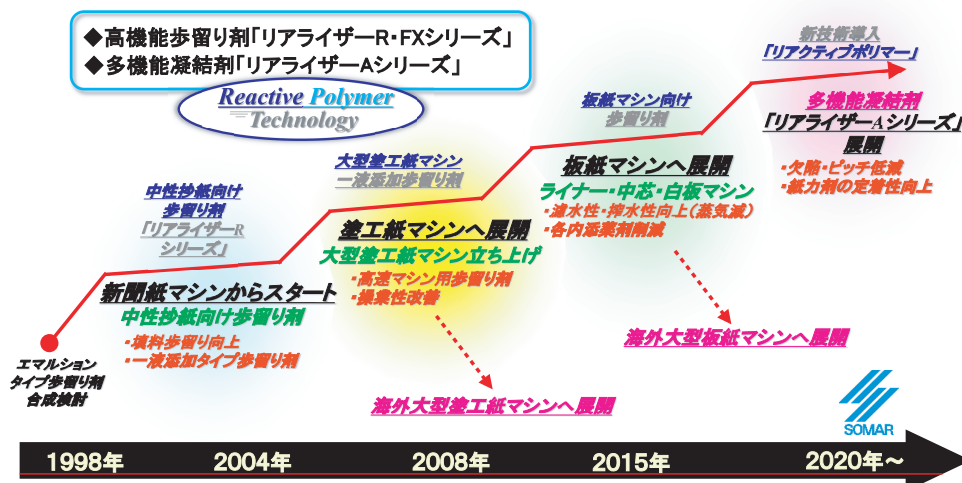 ◆高機能歩留り剤「リアライザーR・FXシリーズ」
◆多機能凝結剤「リアライザーAシリーズ」
Reactive Polymer
Technology
新技術導入
「リアクティブポリマー」
多機能凝結剤
「リアライザーAシリーズ」
展開
・欠陥・ピッチ低減
・紙力剤の定着性向上
板紙マシン向け
歩留り剤
板紙マシンへ展開
ライナー・中芯・白板マシン
・濾水性・搾水性向上（蒸気減）
・各内添薬剤削減
海外大型板紙マシンへ展開
大型塗工紙マシン
一液添加歩留り剤
塗工紙マシンへ展開
大型塗工紙マシン立ち上げ
・高速マシン用歩留り剤
・操業性改善
海外大型塗工紙マシンへ展開
中性抄紙向け
歩留り剤
「リアライザーR
シリーズ」
新聞紙マシンからスタート
中性抄紙向け歩留り剤
・填料歩留り向上
・一液添加タイプ歩留り剤
エマルション
タイプ歩留り剤
合成検討
SOMAR
1998年 2004年 2008年 2015年 2020年～